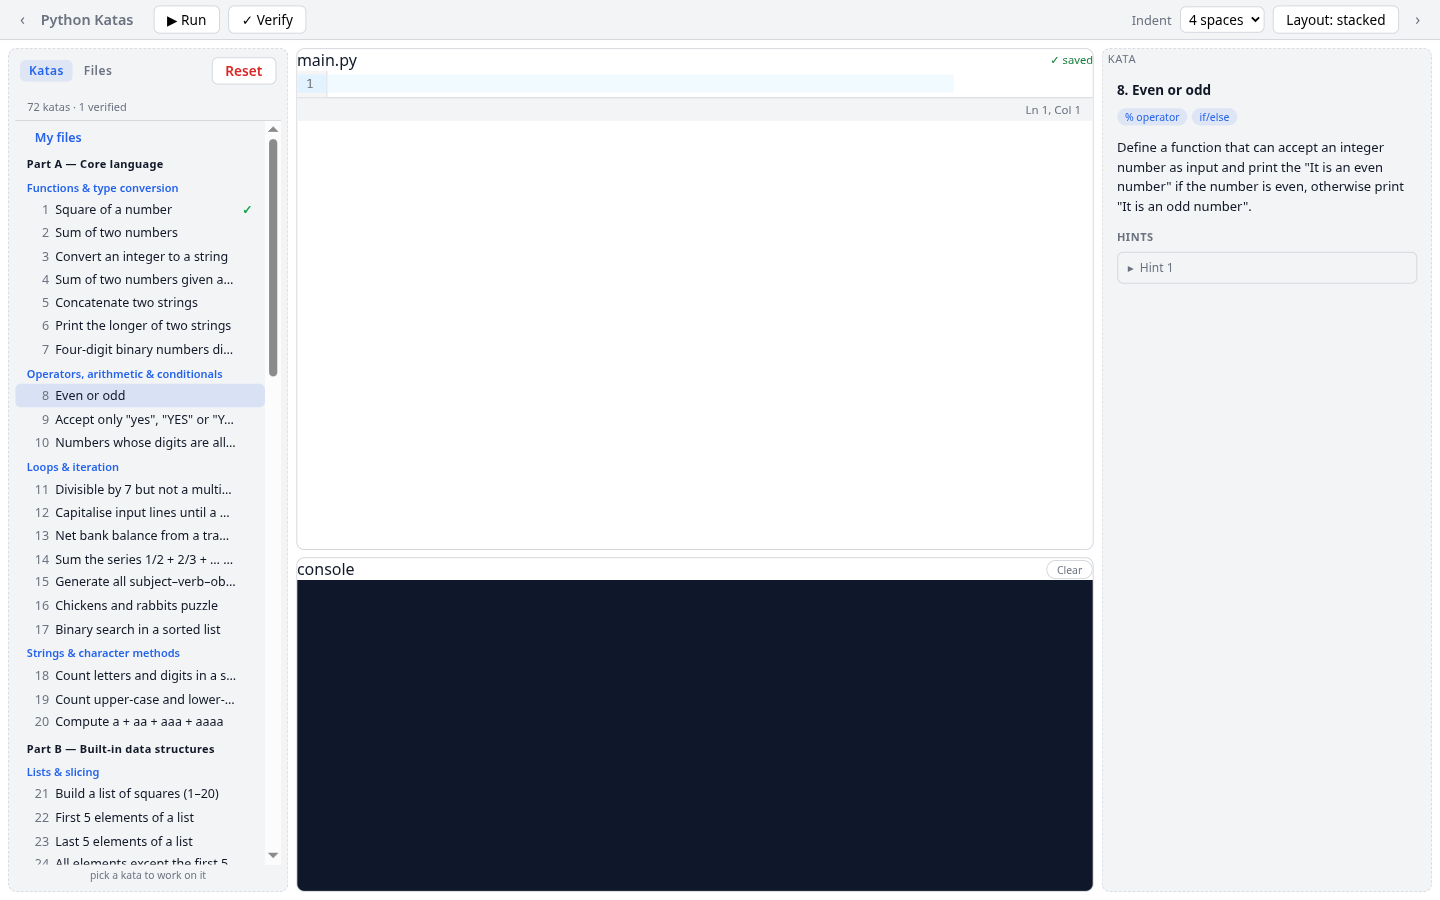 ‹ Python Katas ▶ Run ✓ Verify Indent 4 spaces Layout: stacked ›
Katas Files Reset
72 katas · 1 verified
My files
Part A — Core language
Functions & type conversion
1 Square of a number ✓
2 Sum of two numbers
3 Convert an integer to a string
4 Sum of two numbers given a…
5 Concatenate two strings
6 Print the longer of two strings
7 Four-digit binary numbers di…
Operators, arithmetic & conditionals
8 Even or odd
9 Accept only "yes", "YES" or "Y…
10 Numbers whose digits are all…
Loops & iteration
11 Divisible by 7 but not a multi…
12 Capitalise input lines until a …
13 Net bank balance from a tra…
14 Sum the series 1/2 + 2/3 + … …
15 Generate all subject–verb–ob…
16 Chickens and rabbits puzzle
17 Binary search in a sorted list
Strings & character methods
18 Count letters and digits in a s…
19 Count upper-case and lower-…
20 Compute a + aa + aaa + aaaa
Part B — Built-in data structures
Lists & slicing
21 Build a list of squares (1–20)
22 First 5 elements of a list
23 Last 5 elements of a list
24 All elements except the first 5
pick a kata to work on it
main.py ✓ saved
1
Ln 1, Col 1
console Clear
KATA
8. Even or odd
% operator if/else
Define a function that can accept an integer
number as input and print the "It is an even
number" if the number is even, otherwise print
"It is an odd number".
HINTS
▸ Hint 1